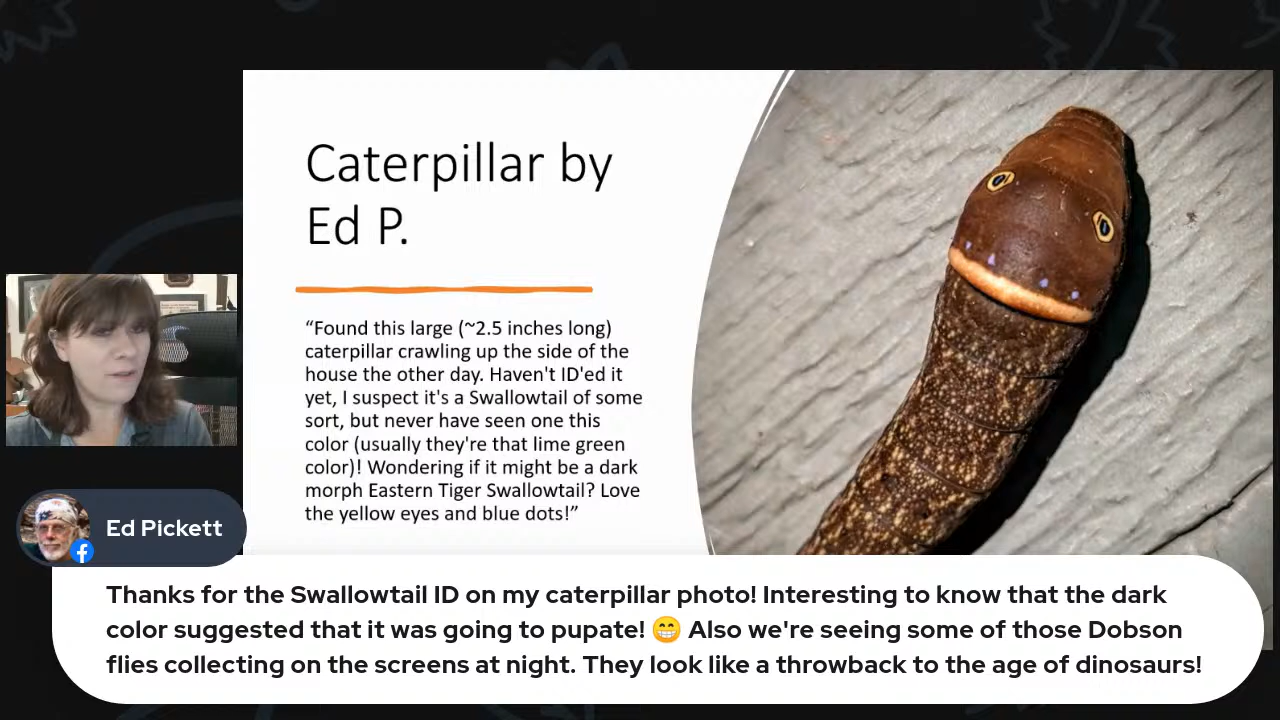 Caterpillar by
Ed P.
“Found this large (~2.5 inches long)
caterpillar crawling up the side of the
house the other day. Haven't ID'ed it
yet, I suspect it's a Swallowtail of some
sort, but never have seen one this
color (usually they're that lime green
color)! Wondering if it might be a dark
morph Eastern Tiger Swallowtail? Love
the yellow eyes and blue dots!”
Ed Pickett
Thanks for the Swallowtail ID on my caterpillar photo! Interesting to know that the dark
color suggested that it was going to pupate! 😁 Also we're seeing some of those Dobson
flies collecting on the screens at night. They look like a throwback to the age of dinosaurs!